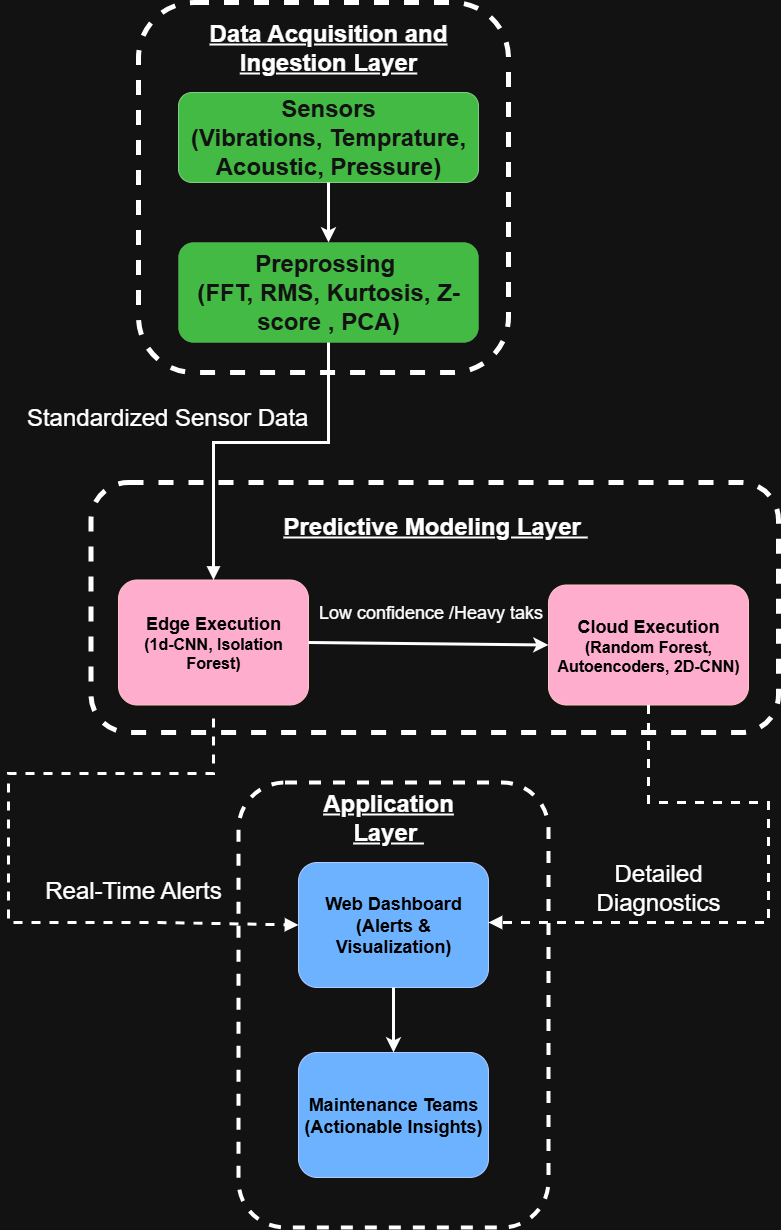 Data Acquisition and
Ingestion Layer
Sensors
(Vibrations, Temprature,
Acoustic, Pressure)
Preprossing
(FFT, RMS, Kurtosis, Z-
score , PCA)
Standardized Sensor Data
Predictive Modeling Layer
Edge Execution
(1d-CNN, Isolation
Forest)
Low confidence /Heavy taks
Cloud Execution
(Random Forest,
Autoencoders, 2D-CNN)
Application
Layer
Real-Time Alerts
Web Dashboard
(Alerts &
Visualization)
Detailed
Diagnostics
Maintenance Teams
(Actionable Insights)